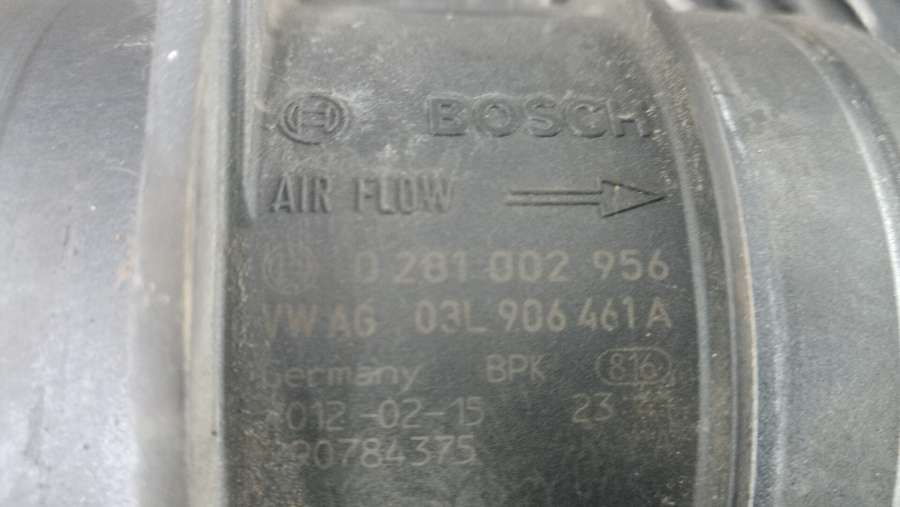 BOSCH
AIR FLOW
0 281 002 956
VW AG 03L 906 461 A
Germany BPK 816
2012-02-15 23
90784375